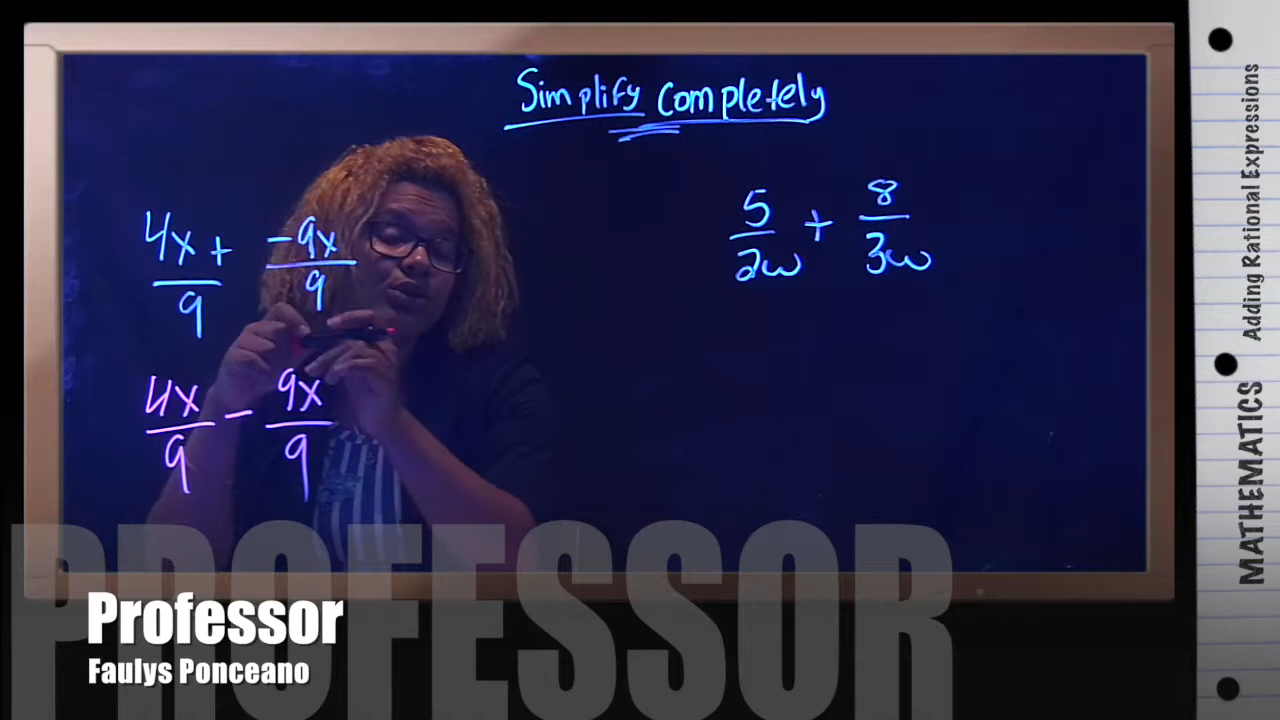 Simplify completely
4x/9 + -9x/9
5/2w + 8/3w
4x/9 - 9x/9
PROFESSOR
Professor
Faulys Ponceano
MATHEMATICS Adding Rational Expressions